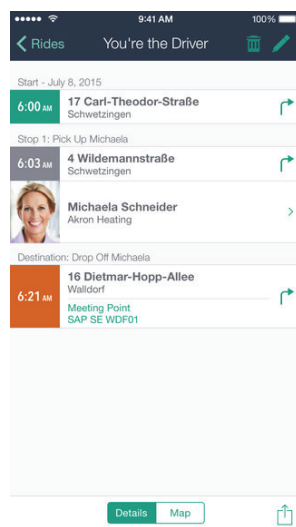 9:41 AM
100%
Rides
You're the Driver
Start - July 8, 2015
6:00 AM
17 Carl-Theodor-Straße
Schwetzingen
Stop 1: Pick Up Michaela
6:03 AM
4 Wildemannstraße
Schwetzingen
Michaela Schneider
Akron Heating
Destination: Drop Off Michaela
6:21 AM
16 Dietmar-Hopp-Allee
Walldorf
Meeting Point
SAP SE WDF01
Details
Map